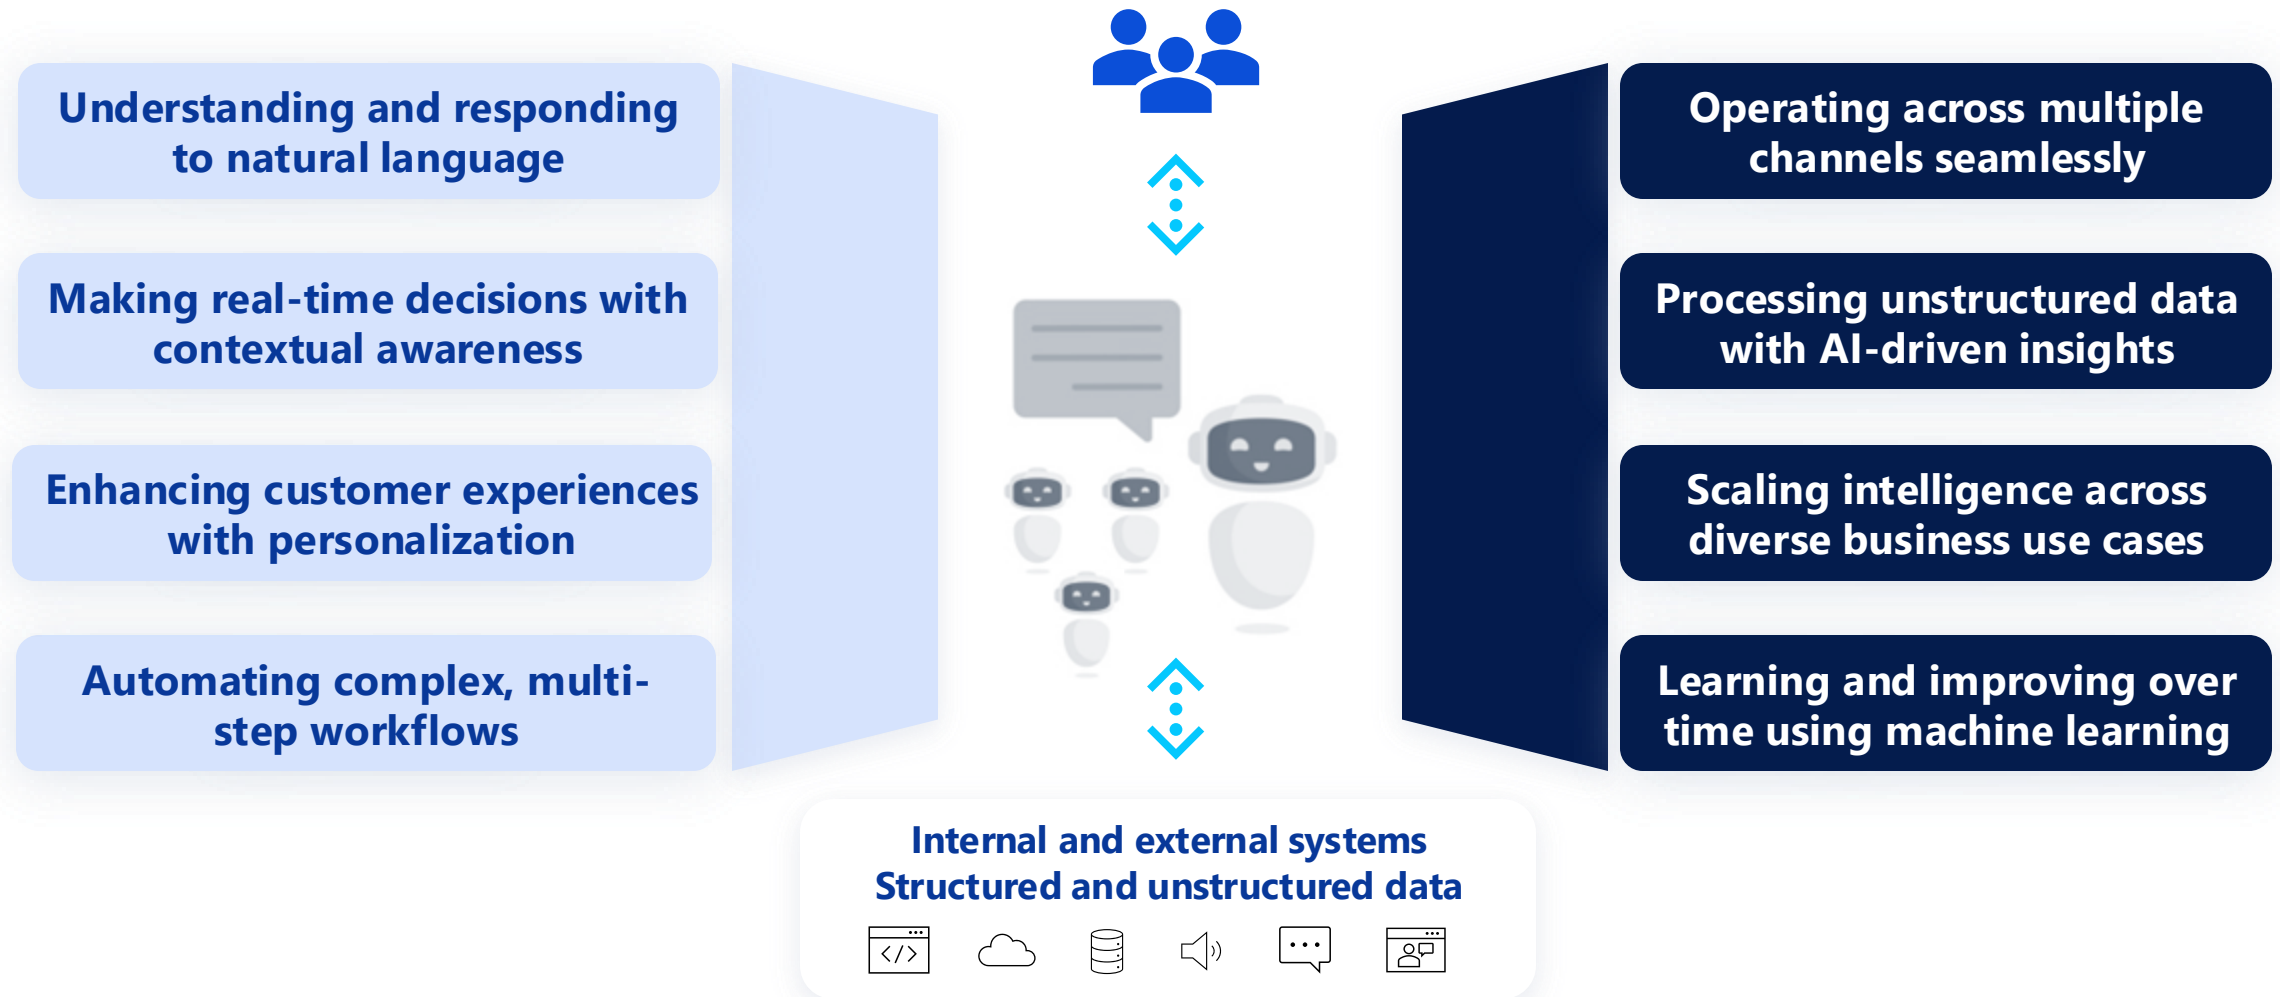 Understanding and responding
to natural language
Making real-time decisions with
contextual awareness
Enhancing customer experiences
with personalization
Automating complex, multi-
step workflows
Operating across multiple
channels seamlessly
Processing unstructured data
with AI-driven insights
Scaling intelligence across
diverse business use cases
Learning and improving over
time using machine learning
Internal and external systems
Structured and unstructured data